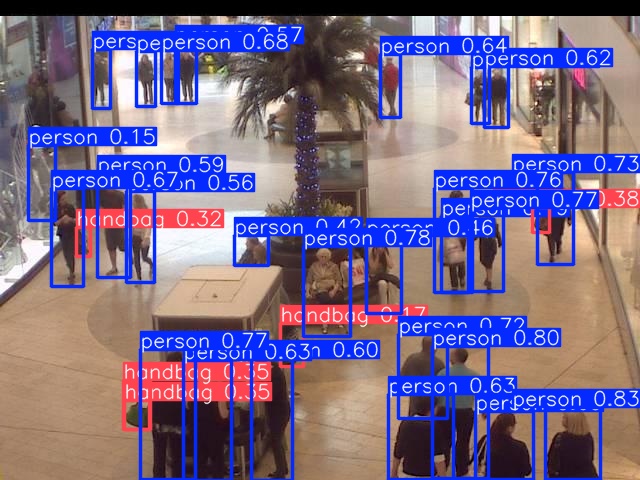 person 0.68
person 0.64
0.62
person 0.15
person 0.59
person 0.67
0.56
handbag 0.32
person 0.73
person 0.76
person 0.77
0.38
person 0.78
0.46
handbag 0.17
person 0.72
person 0.80
person 0.77
0.63
0.60
handbag 0.35
handbag 0.35
person 0.63
person 0.83